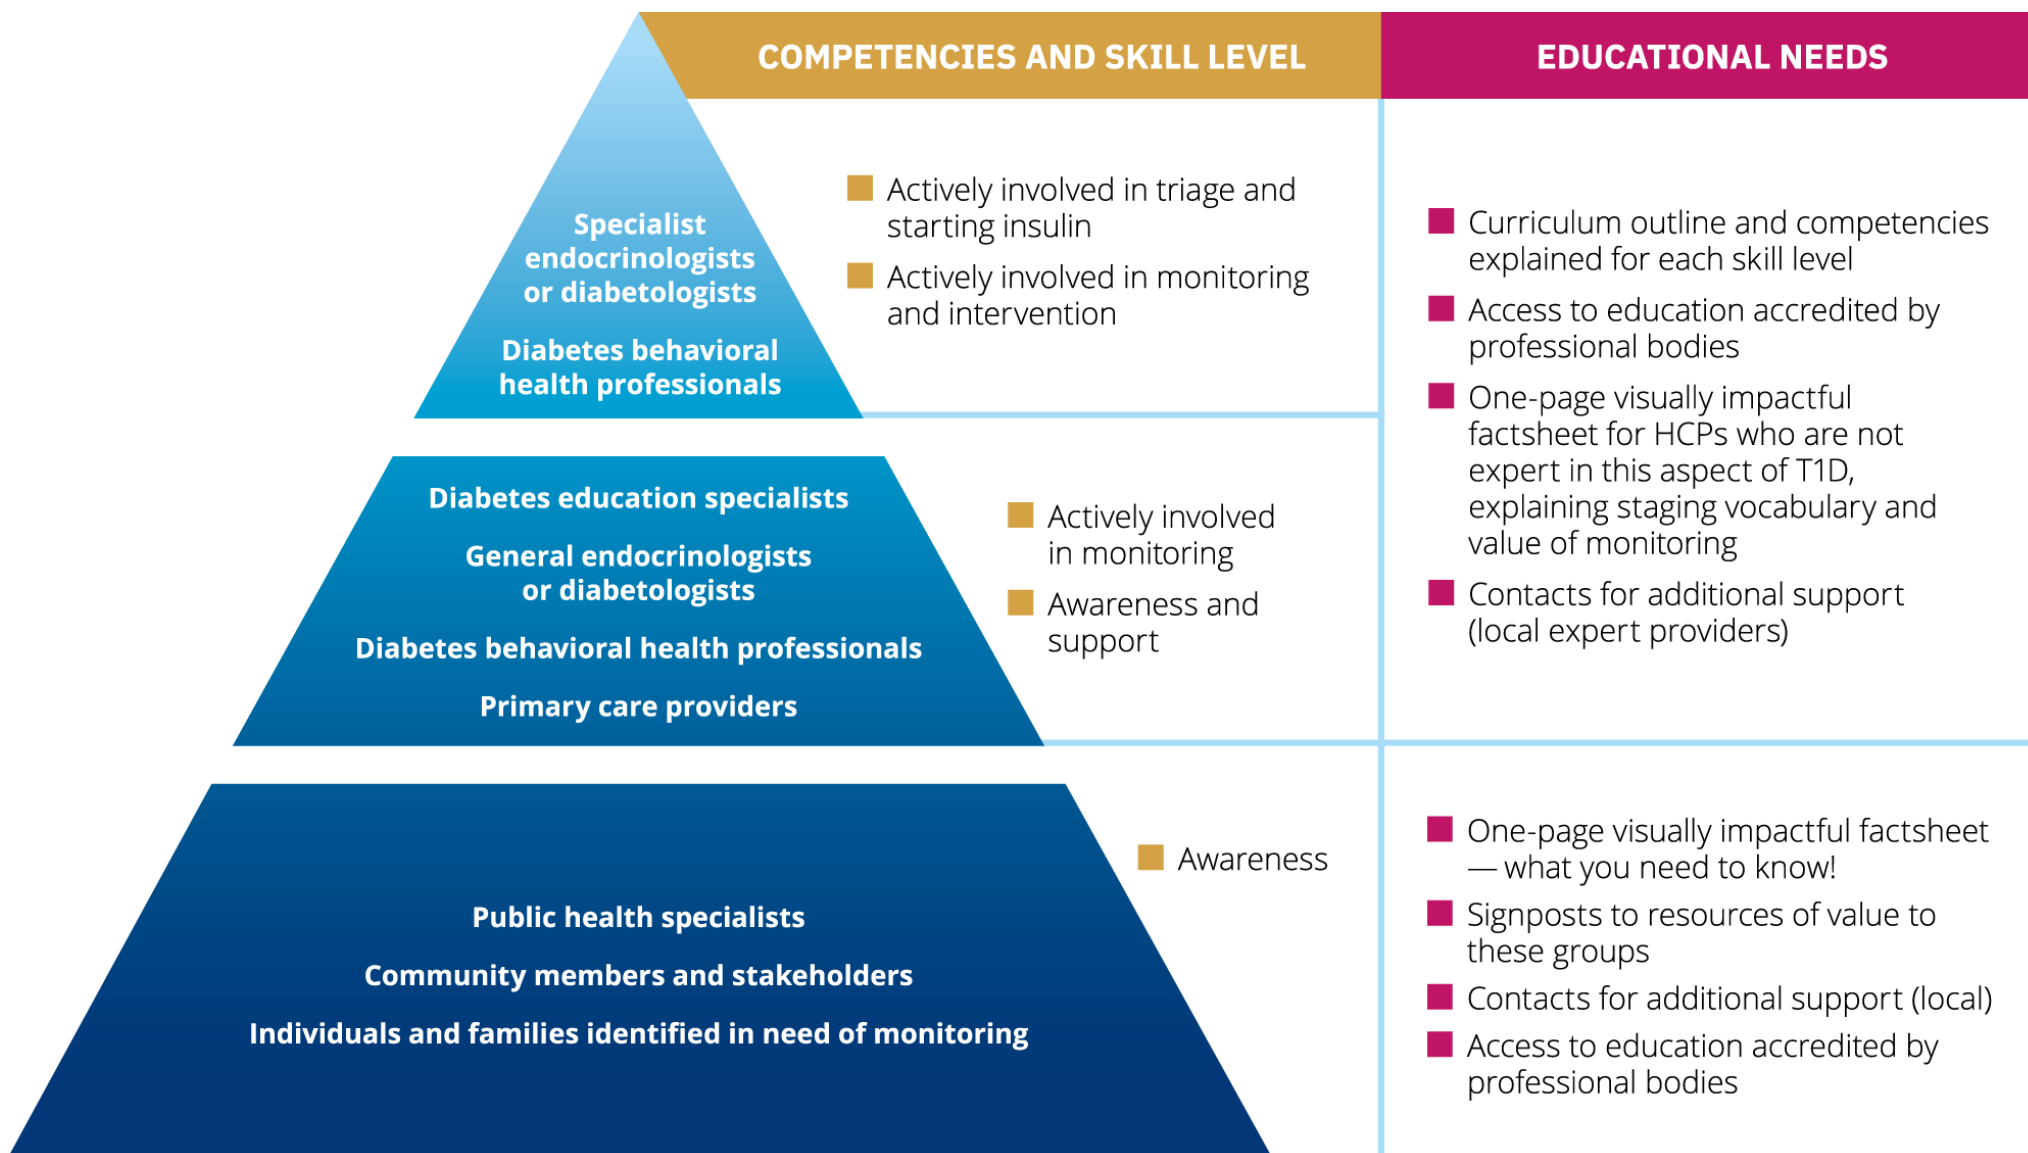 COMPETENCIES AND SKILL LEVEL
EDUCATIONAL NEEDS
Specialist
endocrinologists
or diabetologists
Diabetes behavioral
health professionals
Actively involved in triage and
starting insulin
Actively involved in monitoring
and intervention
Diabetes education specialists
General endocrinologists
or diabetologists
Diabetes behavioral health professionals
Primary care providers
Actively involved
in monitoring
Awareness and
support
Curriculum outline and competencies
explained for each skill level
Access to education accredited by
professional bodies
One-page visually impactful
factsheet for HCPs who are not
expert in this aspect of T1D,
explaining staging vocabulary and
value of monitoring
Contacts for additional support
(local expert providers)
Public health specialists
Community members and stakeholders
Individuals and families identified in need of monitoring
Awareness
One-page visually impactful factsheet
— what you need to know!
Signposts to resources of value to
these groups
Contacts for additional support (local)
Access to education accredited by
professional bodies